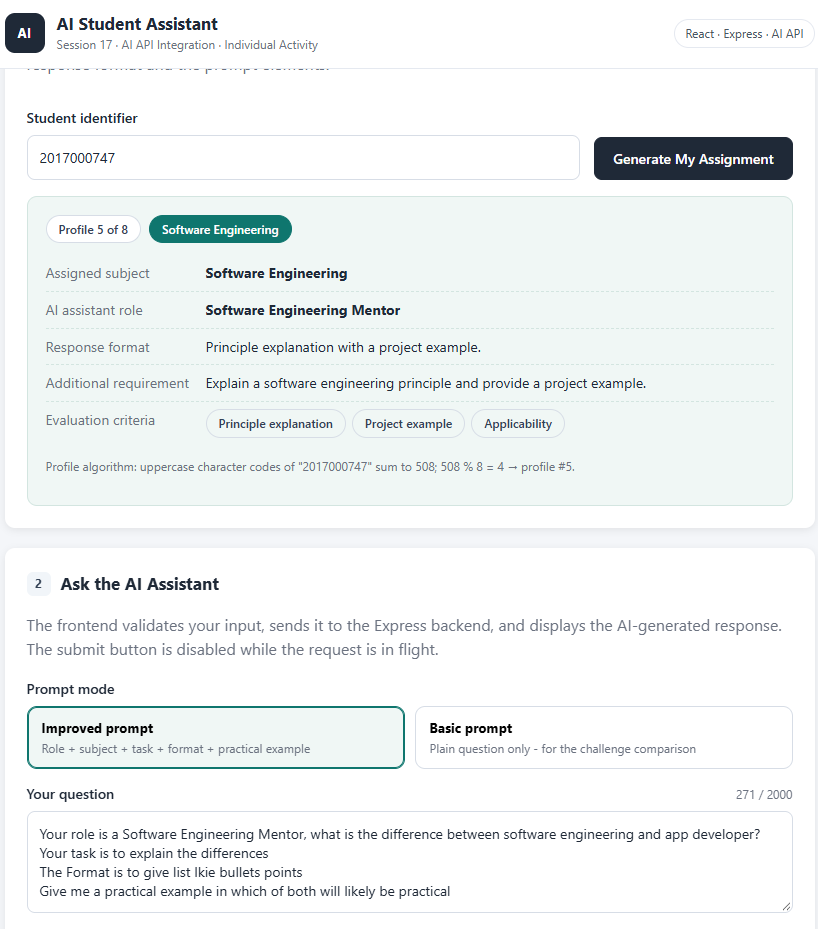 AI
AI Student Assistant
Session 17 · AI API Integration · Individual Activity
React · Express · AI API
response format and the prompt elements.
Student identifier
2017000747
Generate My Assignment
Profile 5 of 8
Software Engineering
Assigned subject
Software Engineering
AI assistant role
Software Engineering Mentor
Response format
Principle explanation with a project example.
Additional requirement
Explain a software engineering principle and provide a project example.
Evaluation criteria
Principle explanation
Project example
Applicability
Profile algorithm: uppercase character codes of "2017000747" sum to 508; 508 % 8 = 4 → profile #5.
2
Ask the AI Assistant
The frontend validates your input, sends it to the Express backend, and displays the AI-generated response.
The submit button is disabled while the request is in flight.
Prompt mode
Improved prompt
Role + subject + task + format + practical example
Basic prompt
Plain question only - for the challenge comparison
Your question
271 / 2000
Your role is a Software Engineering Mentor, what is the difference between software engineering and app developer?
Your task is to explain the differences
The Format is to give list lkie bullets points
Give me a practical example in which of both will likely be practical